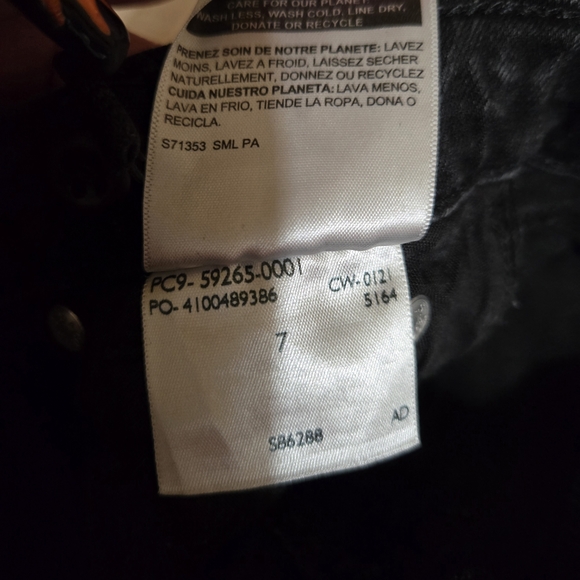 CARE FOR OUR PLANET
WASH LESS, WASH COLD, LINE DRY,
DONATE OR RECYCLE
PRENEZ SOIN DE NOTRE PLANETE: LAVEZ
MOINS, LAVEZ A FROID, LAISSEZ SECHER
NATURELLEMENT, DONNEZ OU RECYCLEZ
CUIDA NUESTRO PLANETA: LAVA MENOS,
LAVA EN FRIO, TIENDE LA ROPA, DONA O
RECICLA.
S71353 SML PA
PC9- 59265-0001 CW-0121
PO- 4100489386 5164
7
AD
S86288